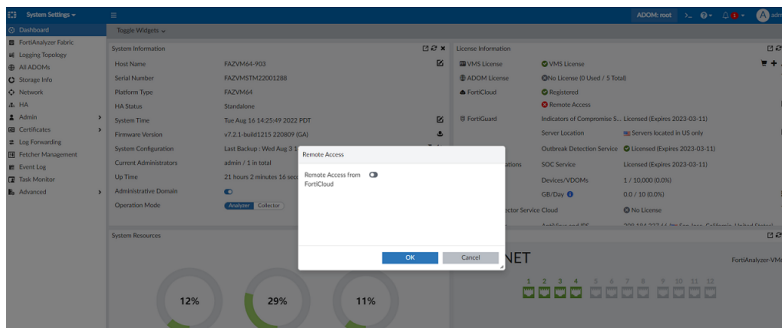 System Settings
ADOM: root
Dashboard
Toggle Widgets
FortiAnalyzer Fabric
Logging Topology
All ADOMs
Storage Info
Network
HA
Admin
Certificates
Log Forwarding
Fetcher Management
Event Log
Task Monitor
Advanced
System Information
Host Name FAZVM64-903
Serial Number FAZVMSTM22001288
Platform Type FAZVM64
HA Status Standalone
System Time Tue Aug 16 14:25:49 2022 PDT
Firmware Version v7.2.1-build1215 220809 (GA)
System Configuration Last Backup : Wed Aug 3 1
Current Administrators admin / 1 in total
Up Time 21 hours 2 minutes 16 sec
Administrative Domain
Operation Mode Analyzer Collector
License Information
VMS License VMS License
ADOM License No License (0 Used / 5 Total)
FortiCloud Registered
Remote Access
FortiGuard Indicators of Compromise S... Licensed (Expires 2023-03-11)
Server Location Servers located in US only
Outbreak Detection Service Licensed (Expires 2023-03-11)
SOC Service Licensed (Expires 2023-03-11)
Devices/VDOMs 1 / 10,000 (0.0%)
GB/Day 0.0 / 10 (0.0%)
Service Cloud No License
Remote Access
Remote Access from
FortiCloud
OK Cancel
System Resources
12% 29% 11%
NET
FortiAnalyzer-VM
1 2 3 4 5 6 7 8 9 10 11 12